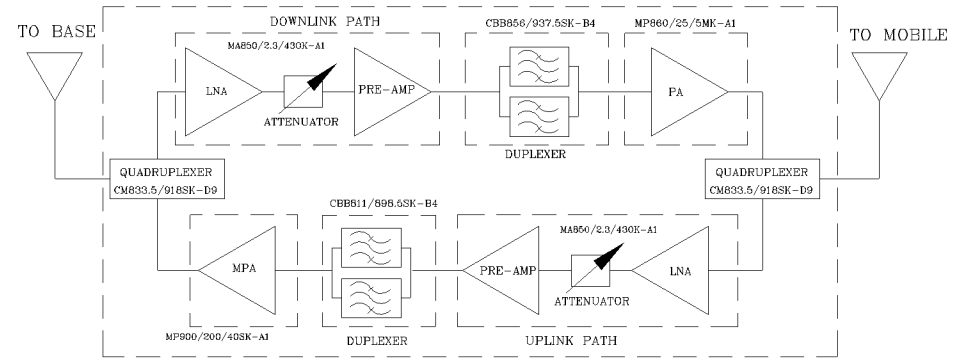 DOWNLINK PATH
CBB856/937.5SK-B4
MP860/25/5MK-A1
TO BASE
TO MOBILE
MA850/2.3/430K-A1
LNA
PRE-AMP
PA
ATTENUATOR
DUPLEXER
QUADRUPLEXER
CM833.5/918SK-D9
QUADRUPLEXER
CM833.5/918SK-D9
CBB811/898.5SK-B4
MA850/2.3/430K-A1
MPA
PRE-AMP
LNA
ATTENUATOR
MP900/200/40SK-A1
DUPLEXER
UPLINK PATH